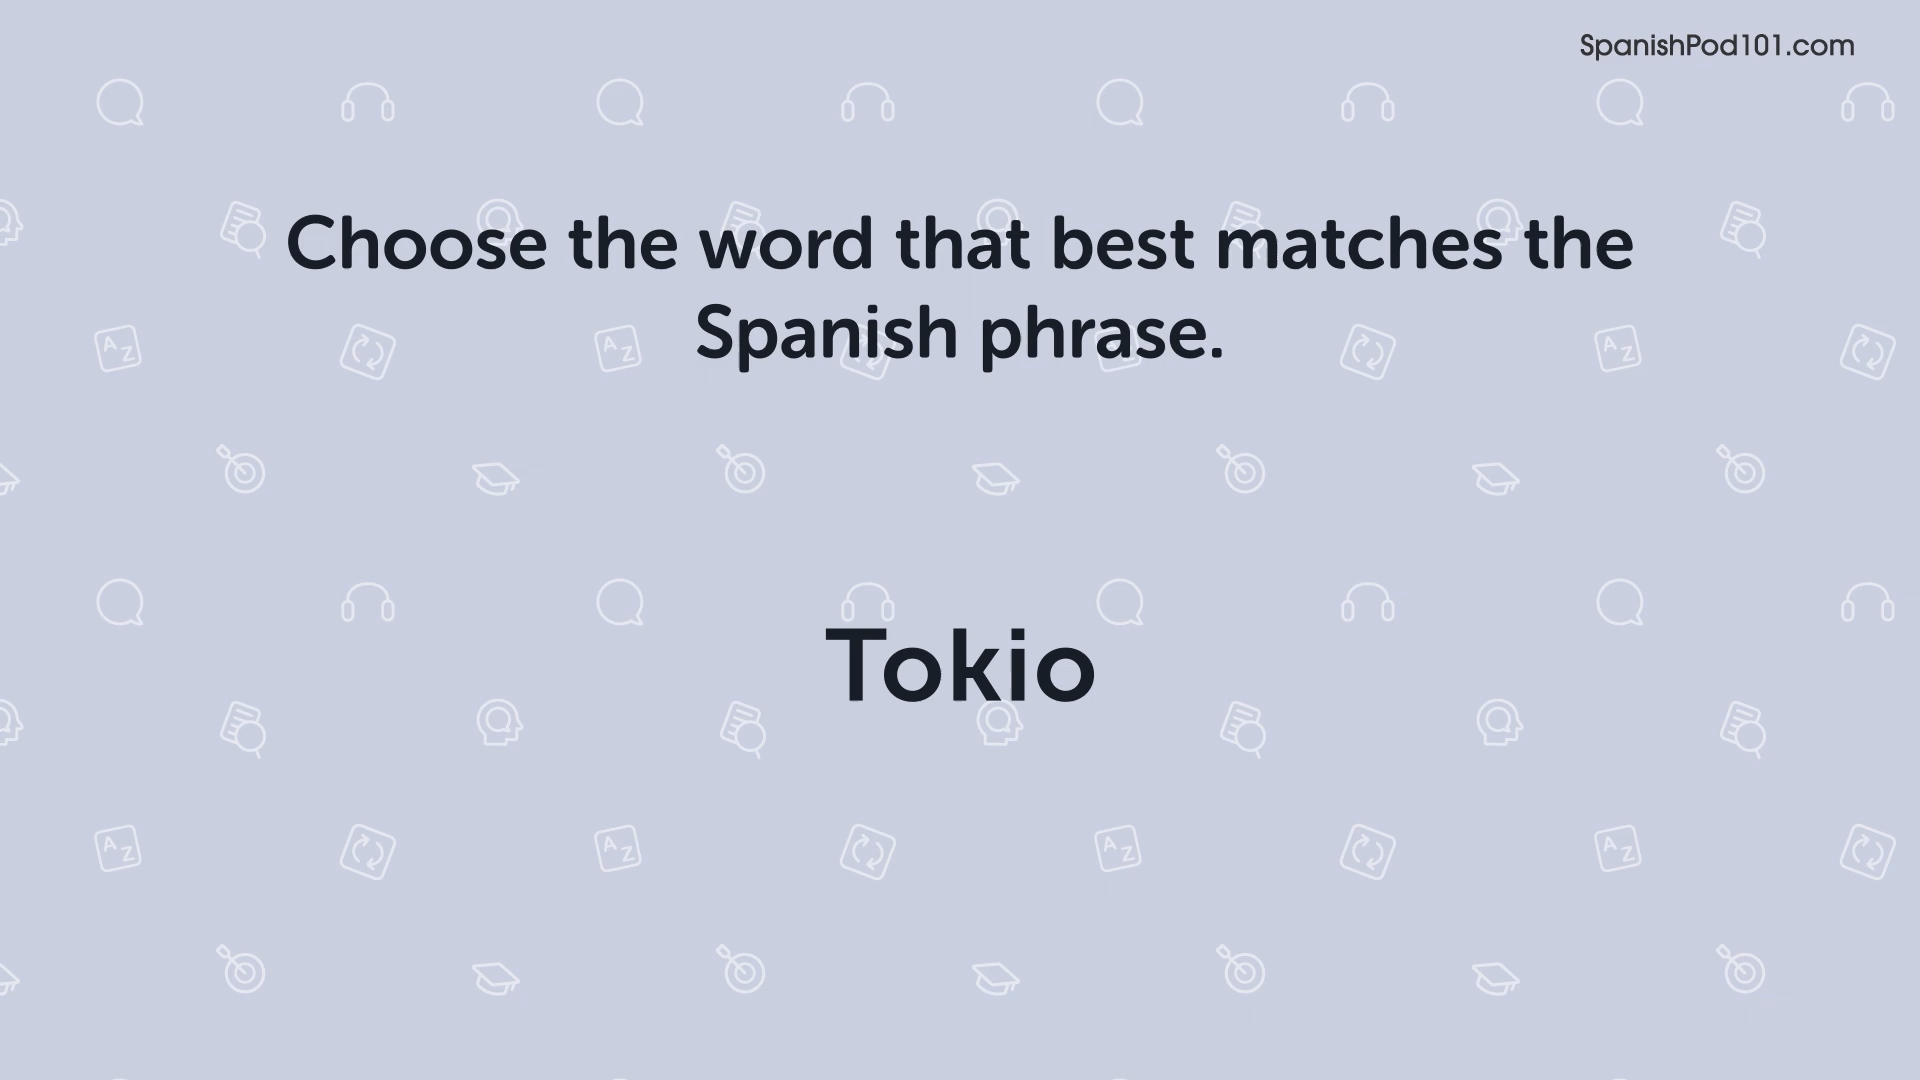 SpanishPod101.com
Choose the word that best matches the
Spanish phrase.
Tokio